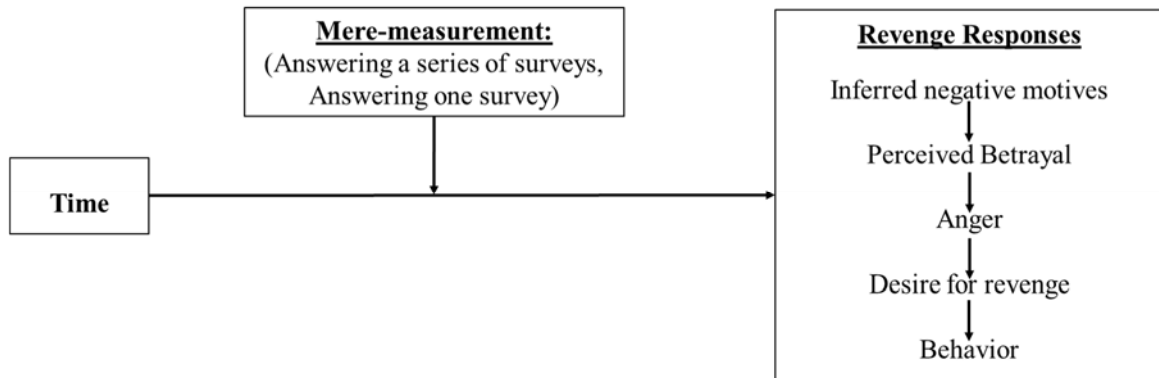 Mere-measurement:
(Answering a series of surveys,
Answering one survey)
Time
Revenge Responses
Inferred negative motives
Perceived Betrayal
Anger
Desire for revenge
Behavior